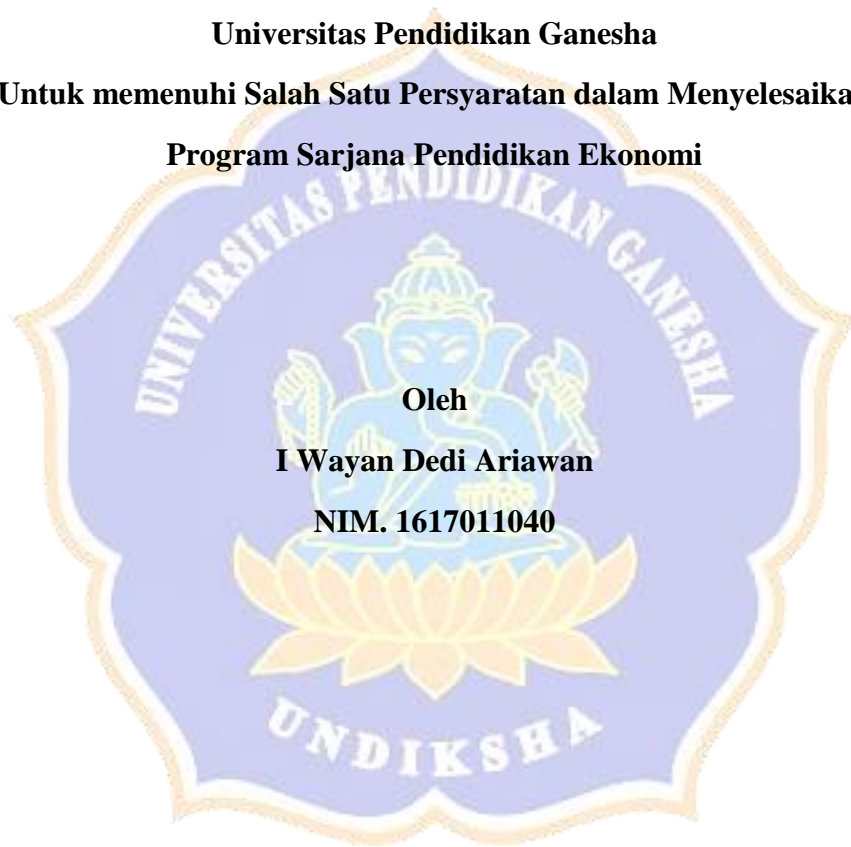 Universitas Pendidikan Ganesha
Untuk memenuhi Salah Satu Persyaratan dalam Menyelesaika
Program Sarjana Pendidikan Ekonomi
UNIVERSITAS PENDIDIKAN GANESHA
Oleh
I Wayan Dedi Ariawan
NIM. 1617011040
UNDIKSHA